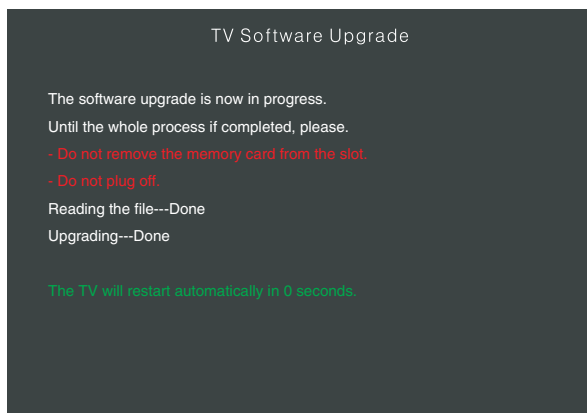 TV Software Upgrade
The software upgrade is now in progress.
Until the whole process if completed, please.
- Do not remove the memory card from the slot.
- Do not plug off.
Reading the file---Done
Upgrading---Done
The TV will restart automatically in 0 seconds.